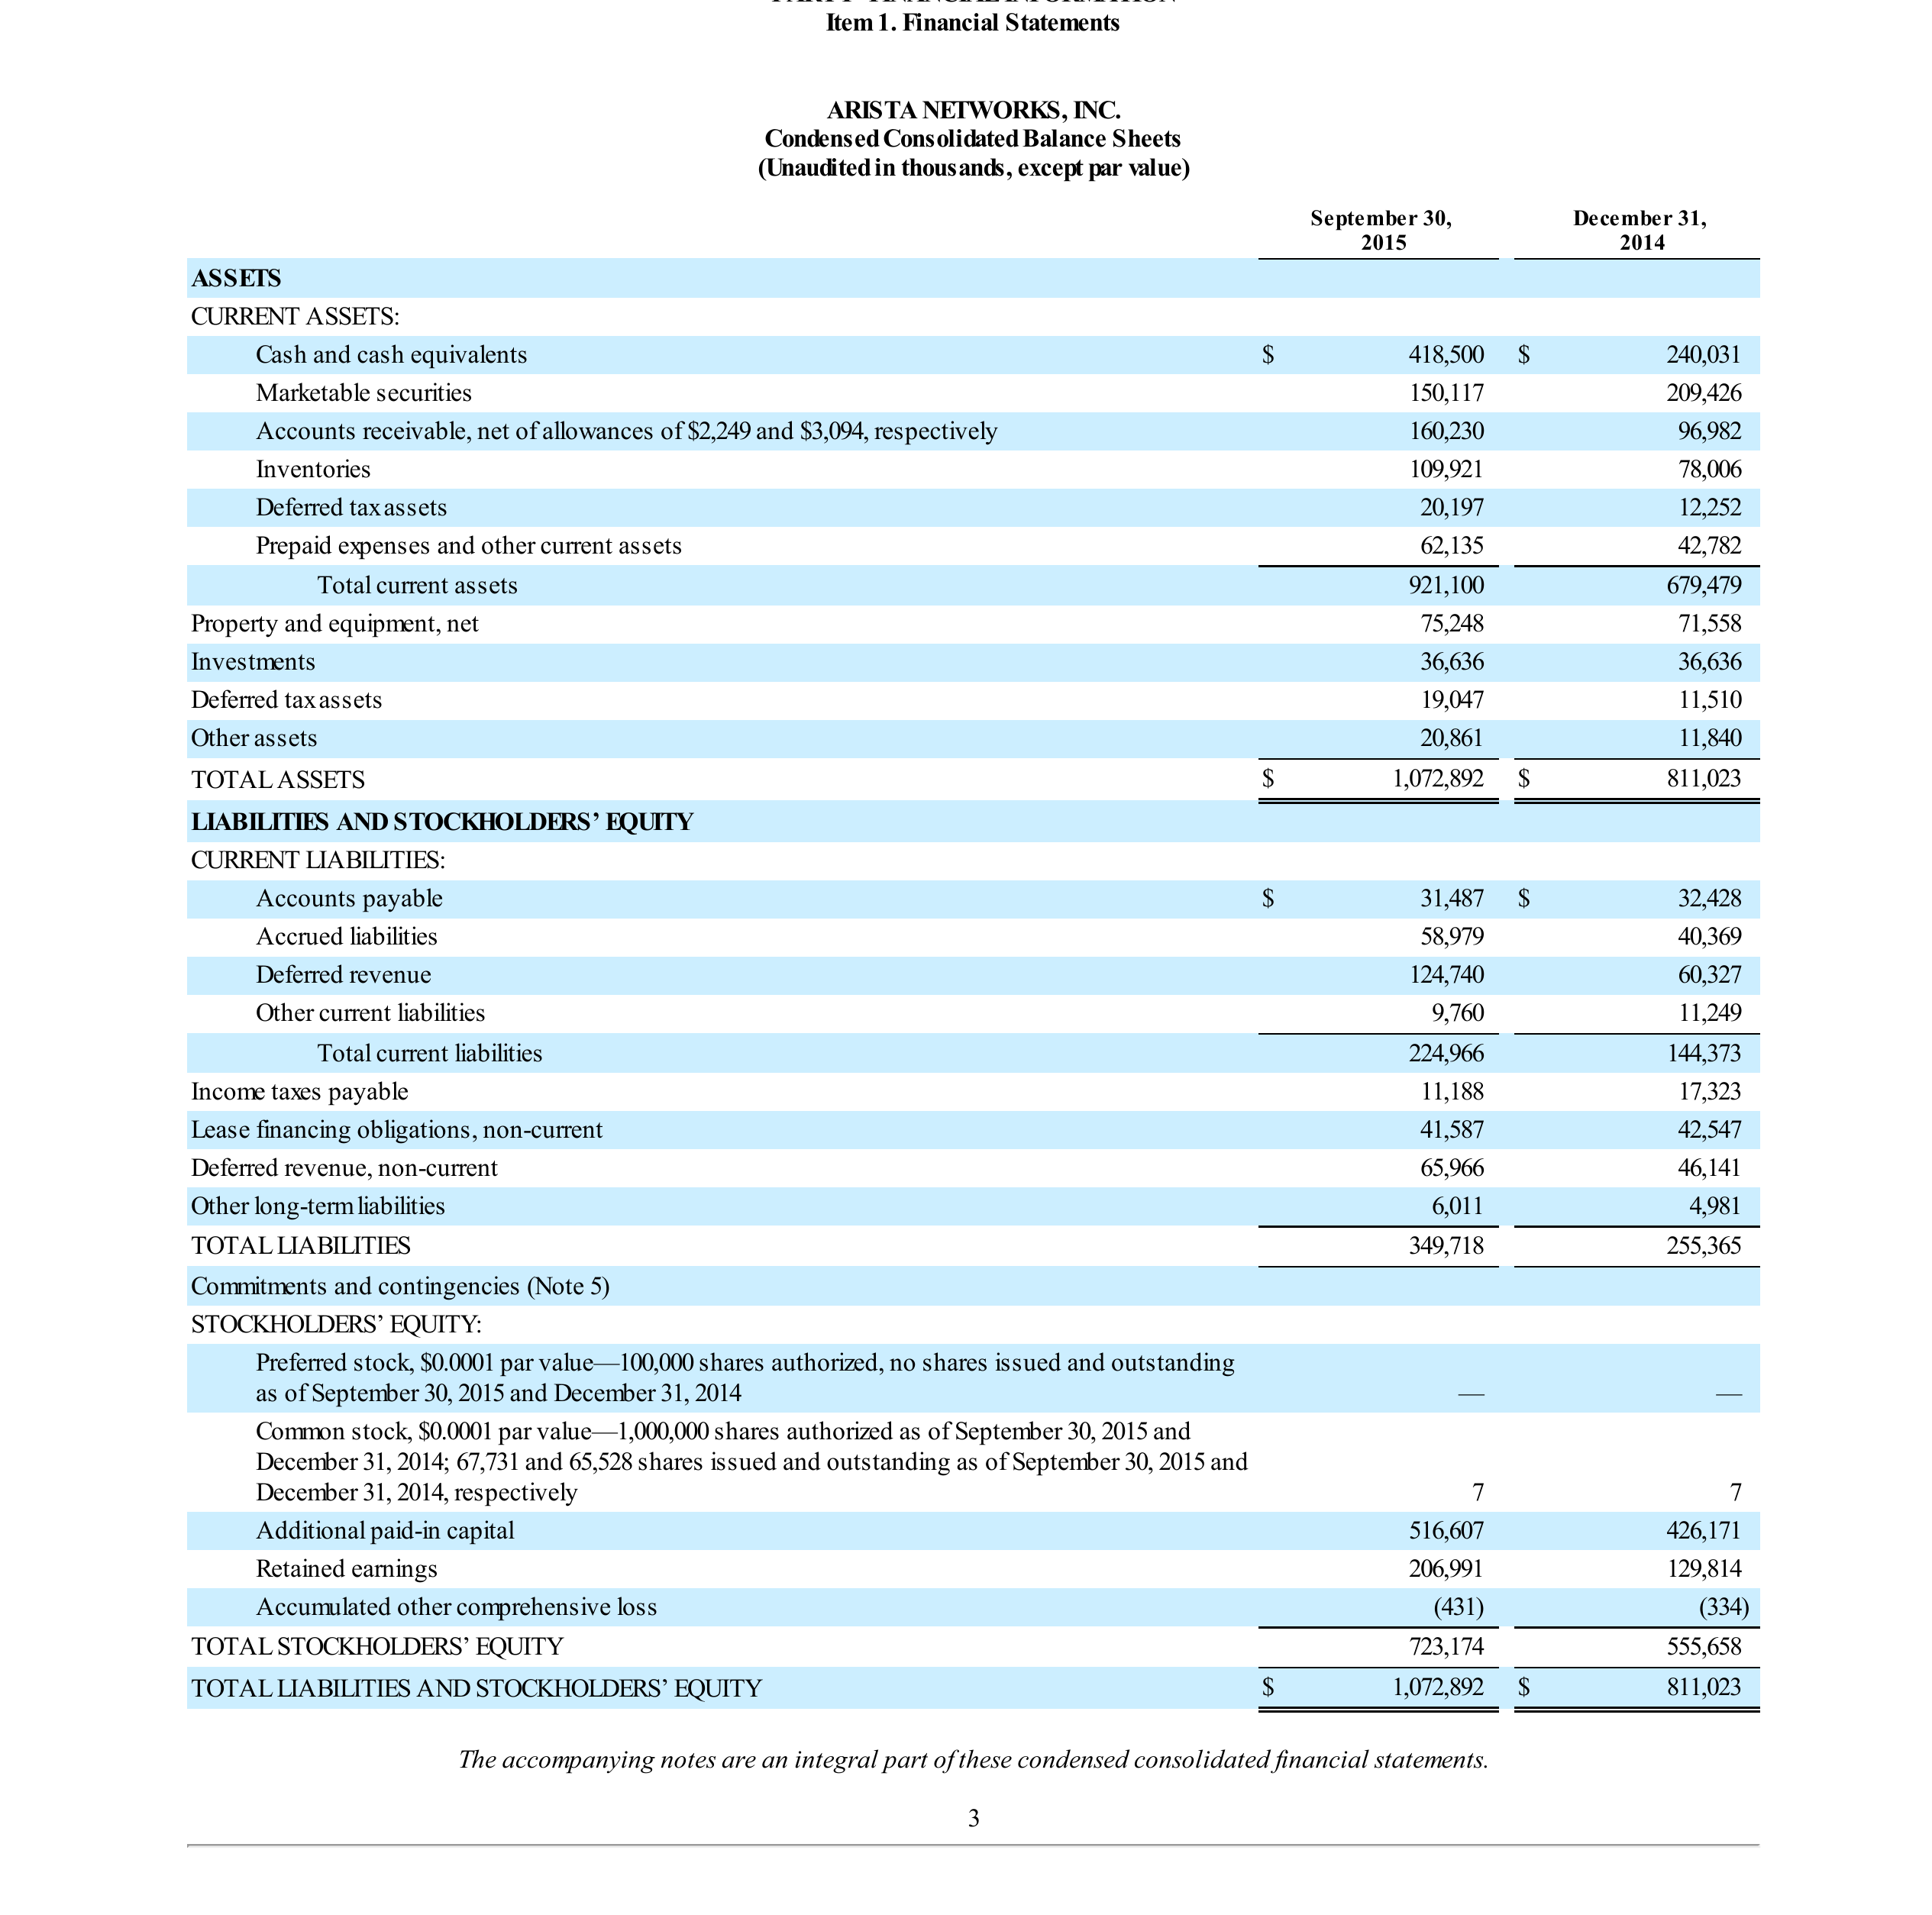 PART I - FINANCIAL INFORMATION
Item 1. Financial Statements
ARISTA NETWORKS, INC.
Condensed Consolidated Balance Sheets
(Unaudited in thousands, except par value)
September 30, 2015 December 31, 2014
ASSETS
CURRENT ASSETS:
Cash and cash equivalents $ 418,500 $ 240,031
Marketable securities 150,117 209,426
Accounts receivable, net of allowances of $2,249 and $3,094, respectively 160,230 96,982
Inventories 109,921 78,006
Deferred tax assets 20,197 12,252
Prepaid expenses and other current assets 62,135 42,782
Total current assets 921,100 679,479
Property and equipment, net 75,248 71,558
Investments 36,636 36,636
Deferred tax assets 19,047 11,510
Other assets 20,861 11,840
TOTAL ASSETS $ 1,072,892 $ 811,023
LIABILITIES AND STOCKHOLDERS’ EQUITY
CURRENT LIABILITIES:
Accounts payable $ 31,487 $ 32,428
Accrued liabilities 58,979 40,369
Deferred revenue 124,740 60,327
Other current liabilities 9,760 11,249
Total current liabilities 224,966 144,373
Income taxes payable 11,188 17,323
Lease financing obligations, non-current 41,587 42,547
Deferred revenue, non-current 65,966 46,141
Other long-term liabilities 6,011 4,981
TOTAL LIABILITIES 349,718 255,365
Commitments and contingencies (Note 5)
STOCKHOLDERS’ EQUITY:
Preferred stock, $0.0001 par value—100,000 shares authorized, no shares issued and outstanding
as of September 30, 2015 and December 31, 2014 — —
Common stock, $0.0001 par value—1,000,000 shares authorized as of September 30, 2015 and
December 31, 2014; 67,731 and 65,528 shares issued and outstanding as of September 30, 2015 and
December 31, 2014, respectively 7 7
Additional paid-in capital 516,607 426,171
Retained earnings 206,991 129,814
Accumulated other comprehensive loss (431) (334)
TOTAL STOCKHOLDERS’ EQUITY 723,174 555,658
TOTAL LIABILITIES AND STOCKHOLDERS’ EQUITY $ 1,072,892 $ 811,023
The accompanying notes are an integral part of these condensed consolidated financial statements.
3